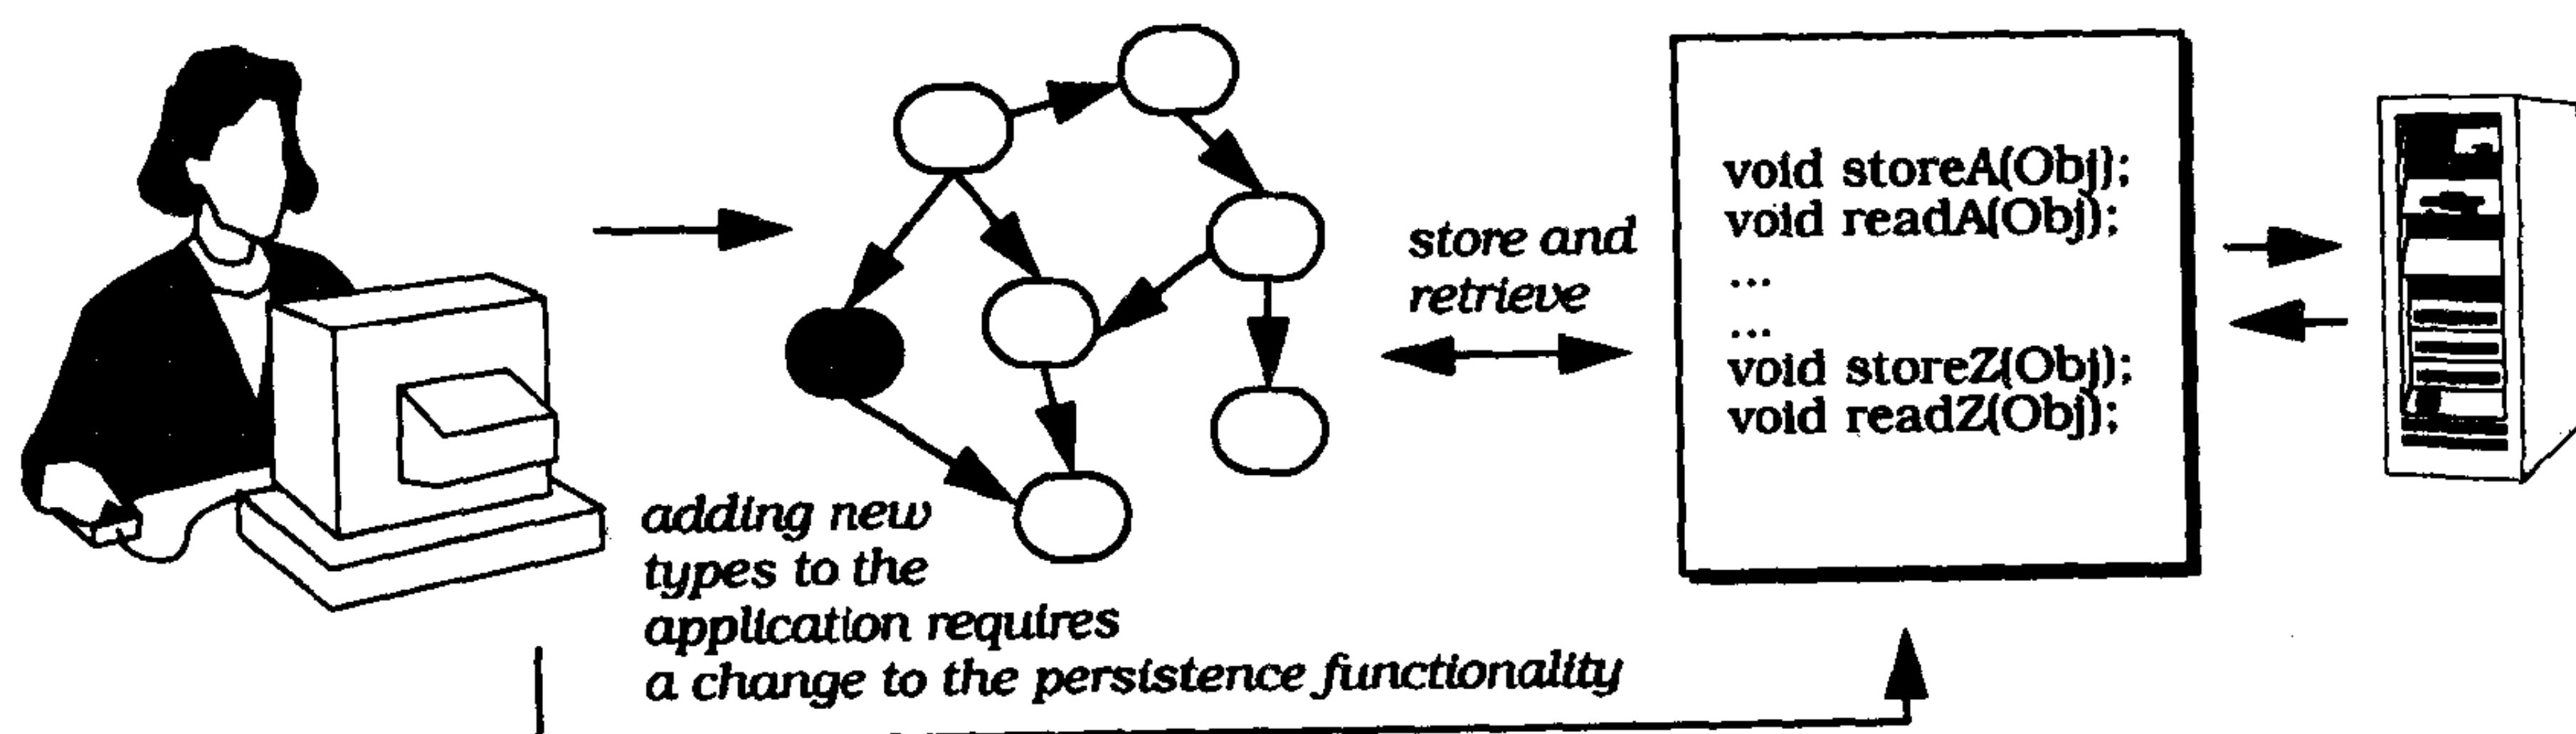 store and
retrieve
void storeA(Obj);
void readA(Obj);
...
...
void storeZ(Obj);
void readZ(Obj);
adding new
types to the
application requires
a change to the persistence functionality